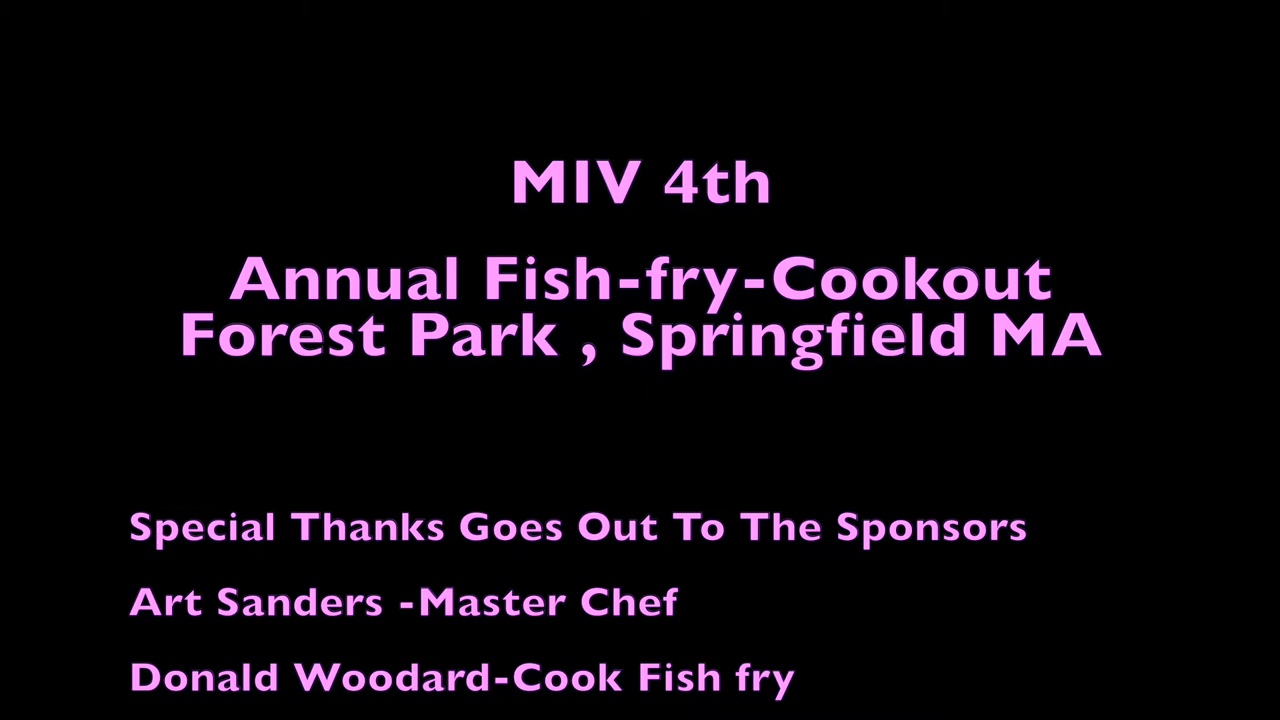 MIV 4th
Annual Fish-fry-Cookout
Forest Park , Springfield MA
Special Thanks Goes Out To The Sponsors
Art Sanders -Master Chef
Donald Woodard-Cook Fish fry